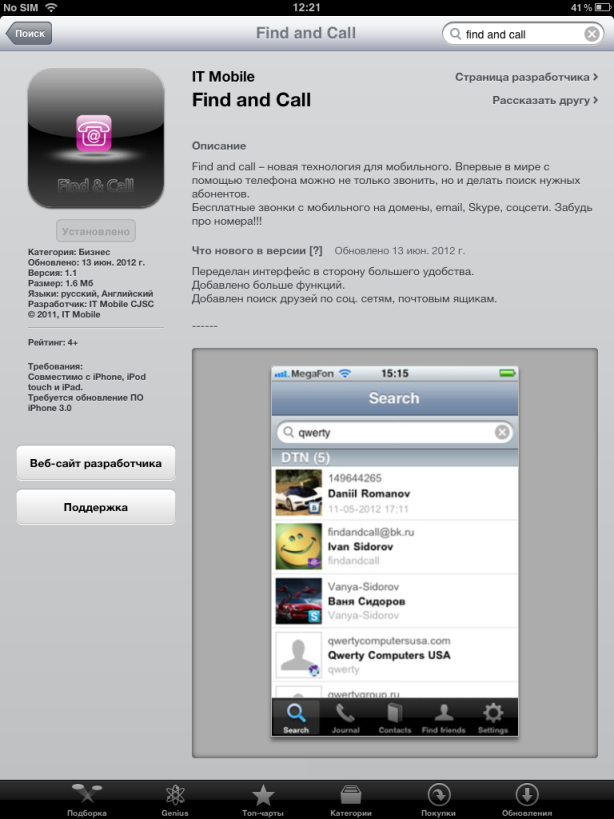 No SIM 12:21 41 %
Поиск Find and Call find and call
IT Mobile Страница разработчика
Find and Call Рассказать другу
Find & Call
Установлено
Категория: Бизнес
Обновлено: 13 июн. 2012 г.
Версия: 1.1
Размер: 1.6 Мб
Языки: русский, Английский
Разработчик: IT Mobile CJSC
© 2011, IT Mobile
Рейтинг: 4+
Требования:
Совместимо с iPhone, iPod
touch и iPad.
Требуется обновление ПО
iPhone 3.0
Веб-сайт разработчика
Поддержка
Описание
Find and call – новая технология для мобильного. Впервые в мире с
помощью телефона можно не только звонить, но и делать поиск нужных
абонентов.
Бесплатные звонки с мобильного на домены, email, Skype, соцсети. Забудь
про номера!!!
Что нового в версии [?] Обновлено 13 июн. 2012 г.
Переделан интерфейс в сторону большего удобства.
Добавлено больше функций.
Добавлен поиск друзей по соц. сетям, почтовым ящикам.
------
MegaFon 15:15
Search
qwerty
DTN (5)
149644265
Daniil Romanov
11-05-2012 17:11
findandcall@bk.ru
Ivan Sidorov
findandcall
Vanya-Sidorov
Ваня Сидоров
Vanya-Sidorov
qwertycomputersusa.com
Qwerty Computers USA
qwerty
qwertygroup.ru
Search Journal Contacts Find friends Settings
Подборка Genius Топ-чарты Категории Покупки Обновления